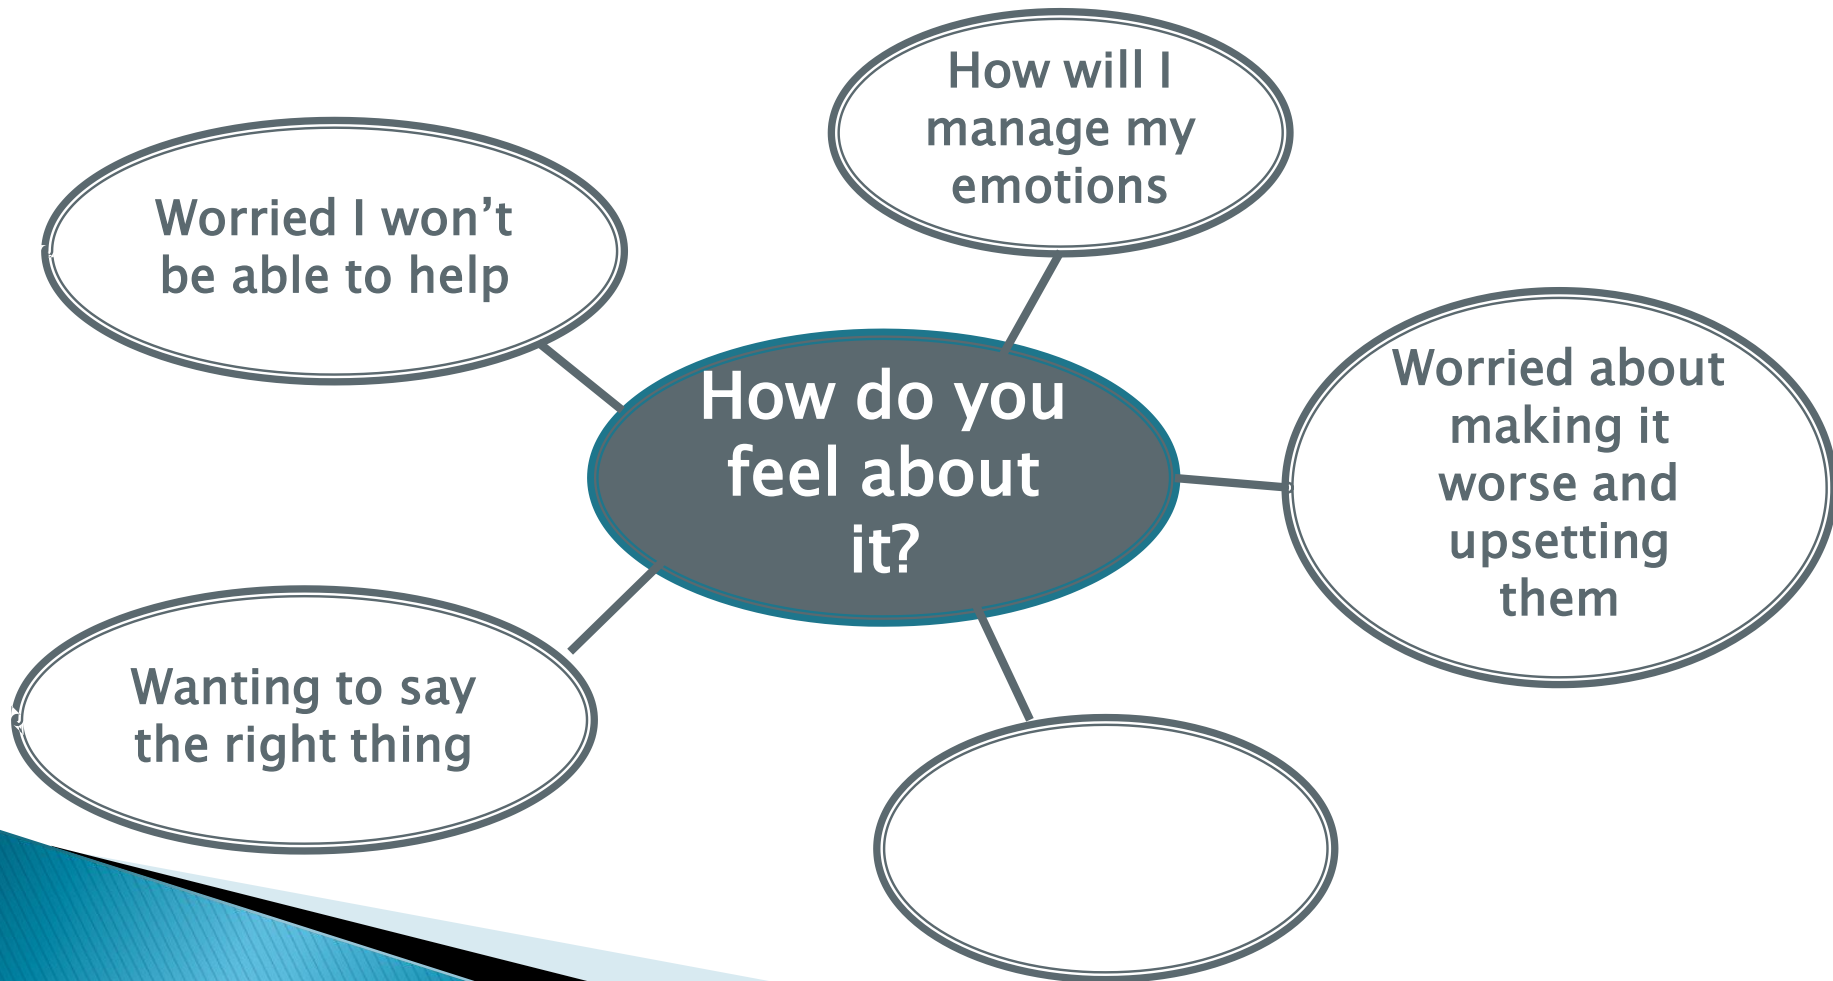 How will I
manage my
emotions
Worried I won’t
be able to help
How do you
feel about
it?
Worried about
making it
worse and
upsetting
them
Wanting to say
the right thing